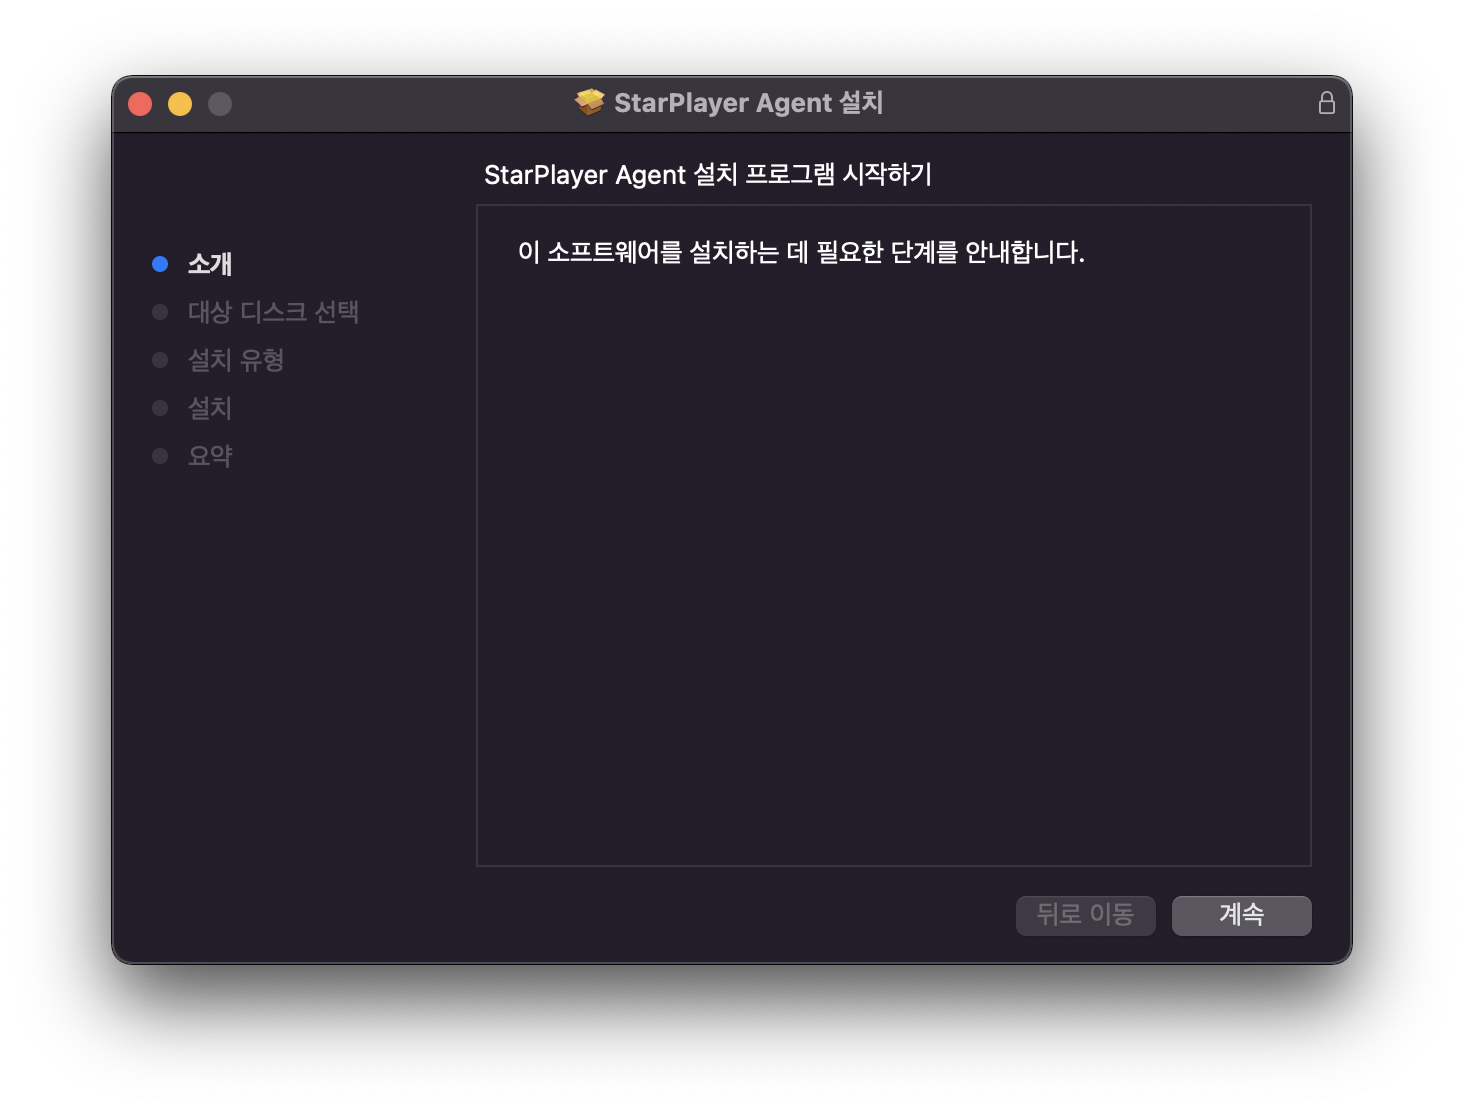 StarPlayer Agent 설치
StarPlayer Agent 설치 프로그램 시작하기
소개
대상 디스크 선택
설치 유형
설치
요약
이 소프트웨어를 설치하는 데 필요한 단계를 안내합니다.
뒤로 이동
계속